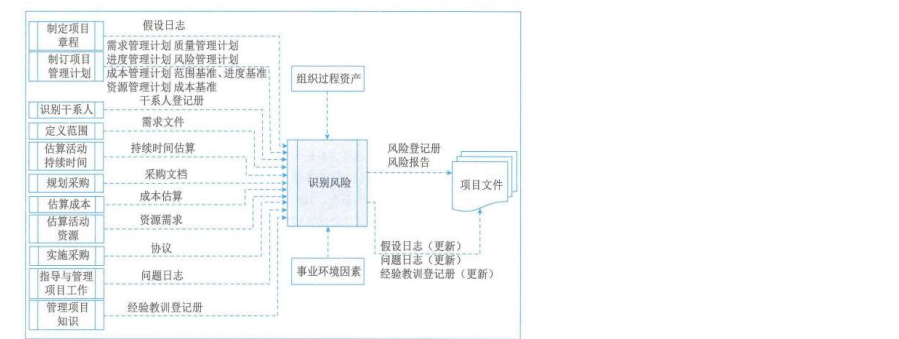 制定项目
章程
假设日志
制订项目
管理计划
需求管理计划 质量管理计划
进度管理计划 风险管理计划
成本管理计划 范围基准、进度基准
资源管理计划 成本基准
识别干系人
干系人登记册
定义范围
需求文件
估算活动
持续时间
持续时间估算
规划采购
采购文档
估算成本
成本估算
估算活动
资源
资源需求
实施采购
协议
指导与管理
项目工作
问题日志
管理项目
知识
经验教训登记册
组织过程资产
识别风险
事业环境因素
风险登记册
风险报告
项目文件
假设日志（更新）
问题日志（更新）
经验教训登记册（更新）